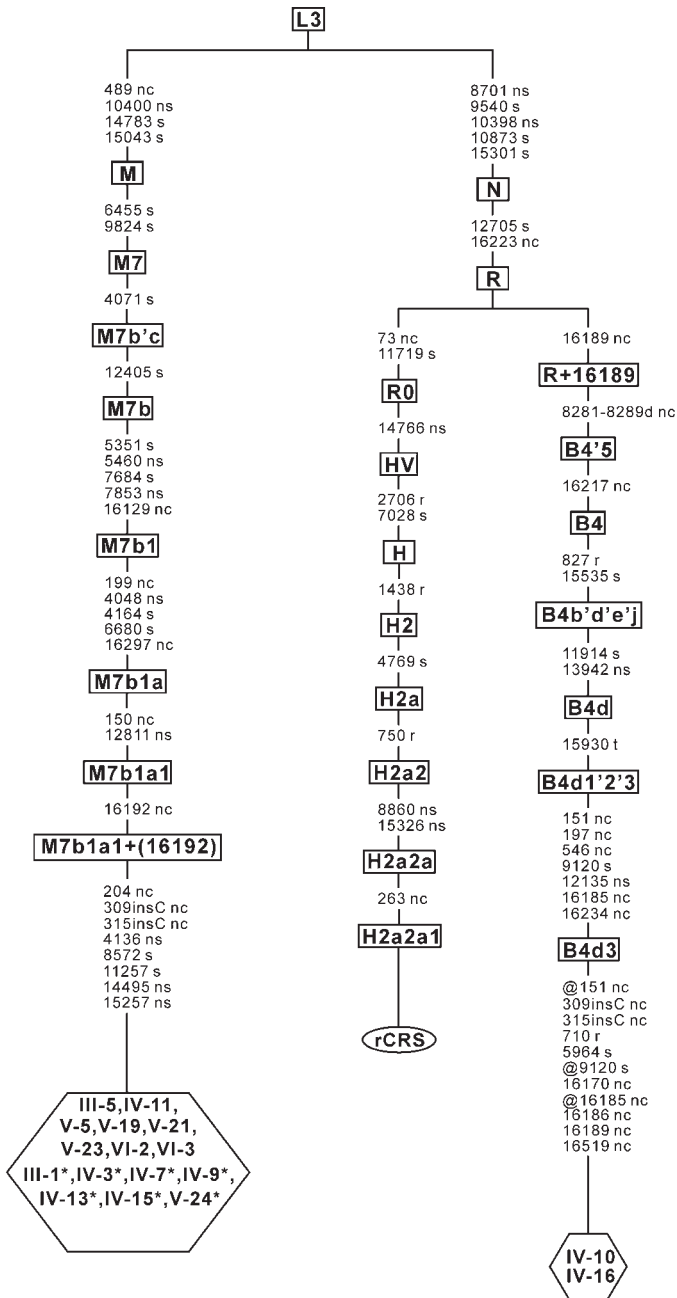 L3
489 nc
10400 ns
14783 s
15043 s
M
6455 s
9824 s
M7
4071 s
M7b'c
12405 s
M7b
5351 s
5460 ns
7684 s
7853 ns
16129 nc
M7b1
199 nc
4048 ns
4164 s
6680 s
16297 nc
M7b1a
150 nc
12811 ns
M7b1a1
16192 nc
M7b1a1+(16192)
204 nc
309insC nc
315insC nc
4136 ns
8572 s
11257 s
14495 ns
15257 ns
III-5,IV-11,
V-5,V-19,V-21,
V-23,VI-2,VI-3
III-1*,IV-3*,IV-7*,IV-9*,
IV-13*,IV-15*,V-24*
8701 ns
9540 s
10398 ns
10873 s
15301 s
N
12705 s
16223 nc
R
73 nc
11719 s
R0
14766 ns
HV
2706 r
7028 s
H
1438 r
H2
4769 s
H2a
750 r
H2a2
8860 ns
15326 ns
H2a2a
263 nc
H2a2a1
rCRS
16189 nc
R+16189
8281-8289d nc
B4'5
16217 nc
B4
827 r
15535 s
B4b'd'e'j
11914 s
13942 ns
B4d
15930 t
B4d1'2'3
151 nc
197 nc
546 nc
9120 s
12135 ns
16185 nc
16234 nc
B4d3
@151 nc
309insC nc
315insC nc
710 r
5964 s
@9120 s
16170 nc
@16185 nc
16186 nc
16189 nc
16519 nc
IV-10
IV-16